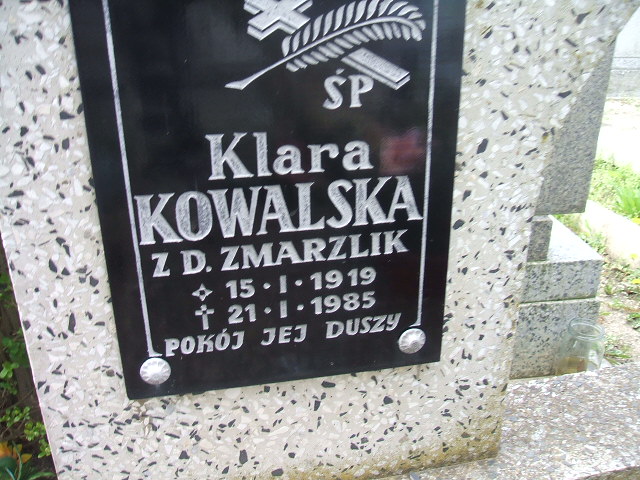 ŚP
Klara
KOWALSKA
Z D. ZMARZLIK
15·I·1919
21·I·1985
POKÓJ JEJ DUSZY